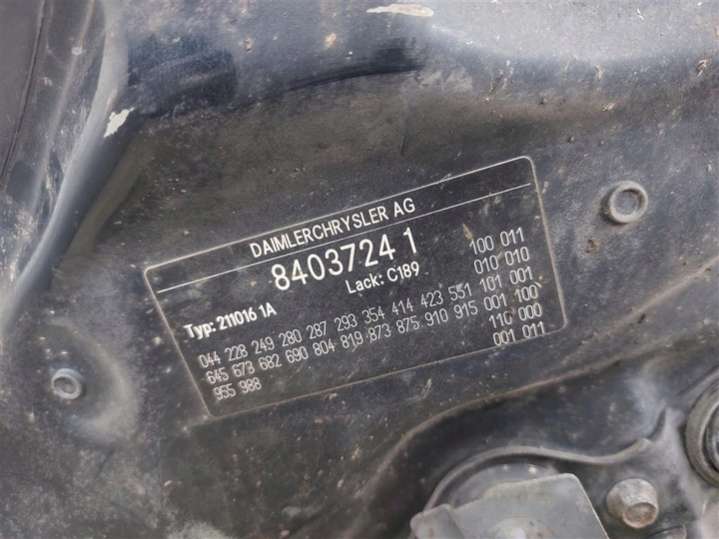 DAIMLERCHRYSLER AG
8403724 1
Lack: C189
Typ: 211016 1A
044 228 249 280 287 293 354 414 423 551
645 673 682 690 804 819 873 875 910 915
955 988
100 011
010 010
101 001
001 100
110 000
001 011